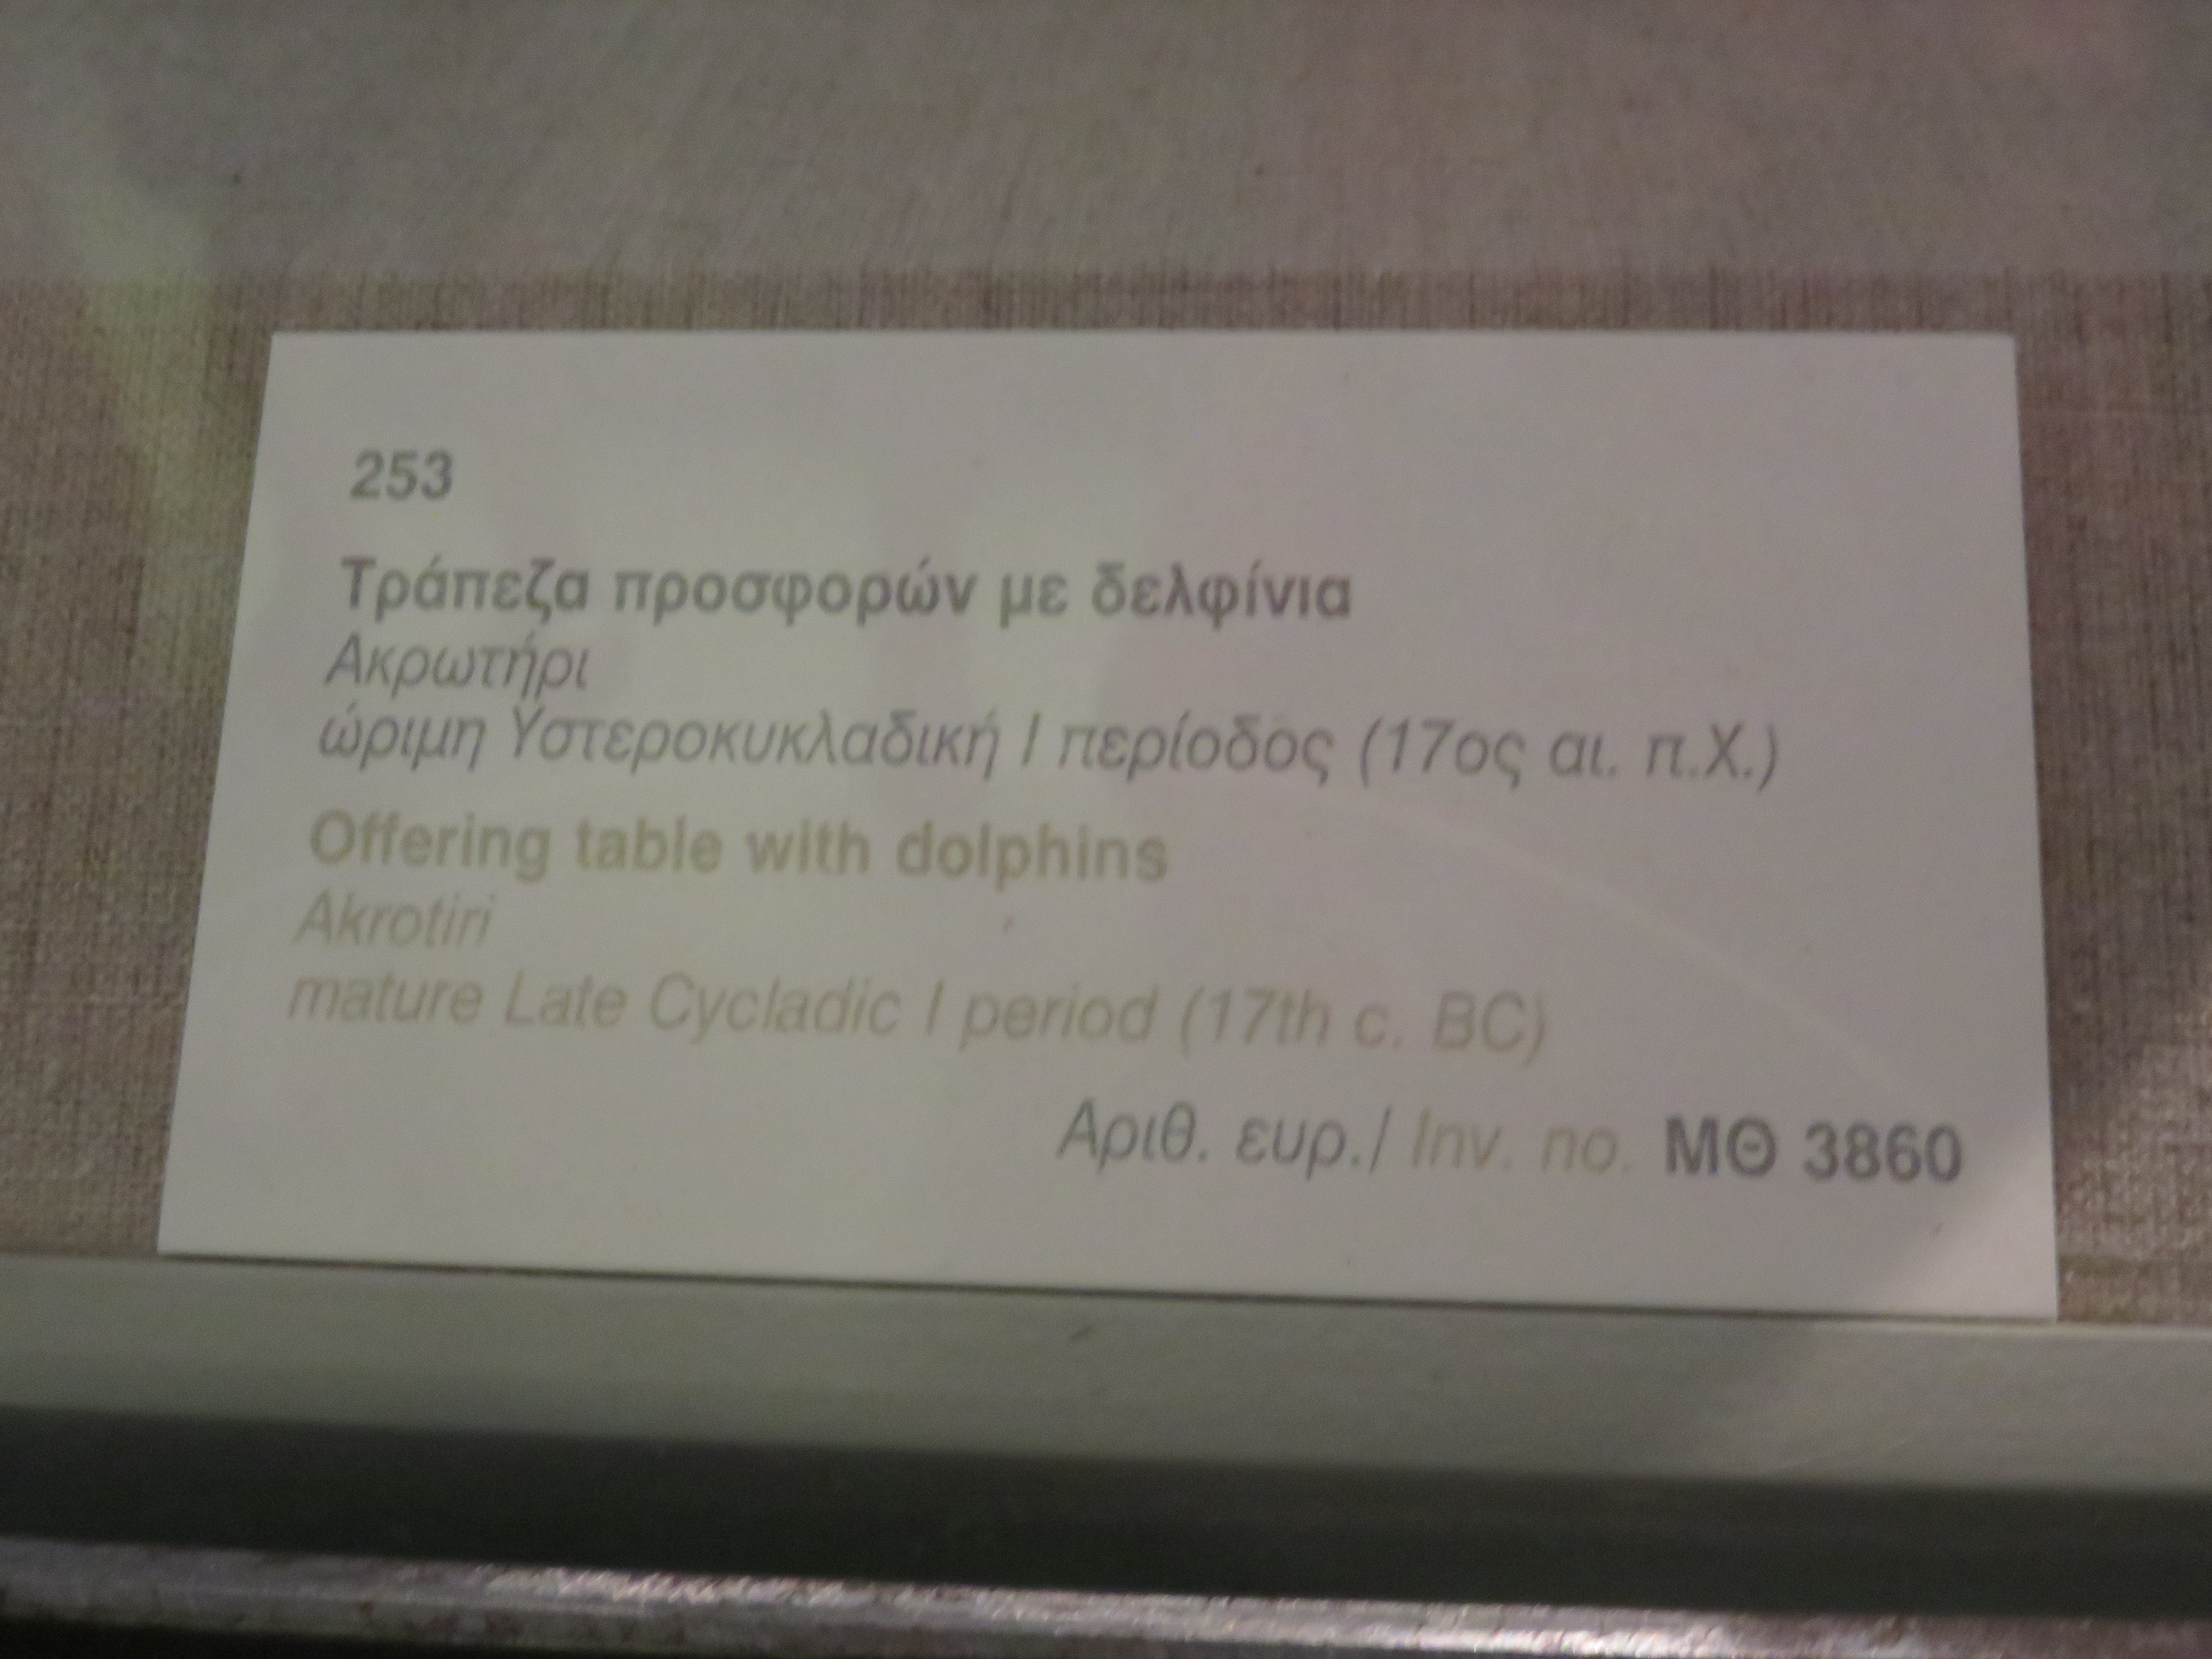 253
Τράπεζα προσφορών με δελφίνια
Ακρωτήρι
ώριμη Υστεροκυκλαδική Ι περίοδος (17ος αι. π.Χ.)
Offering table with dolphins
Akrotiri
mature Late Cycladic I period (17th c. BC)
Αριθ. ευρ./ Inv. no. ΜΘ 3860